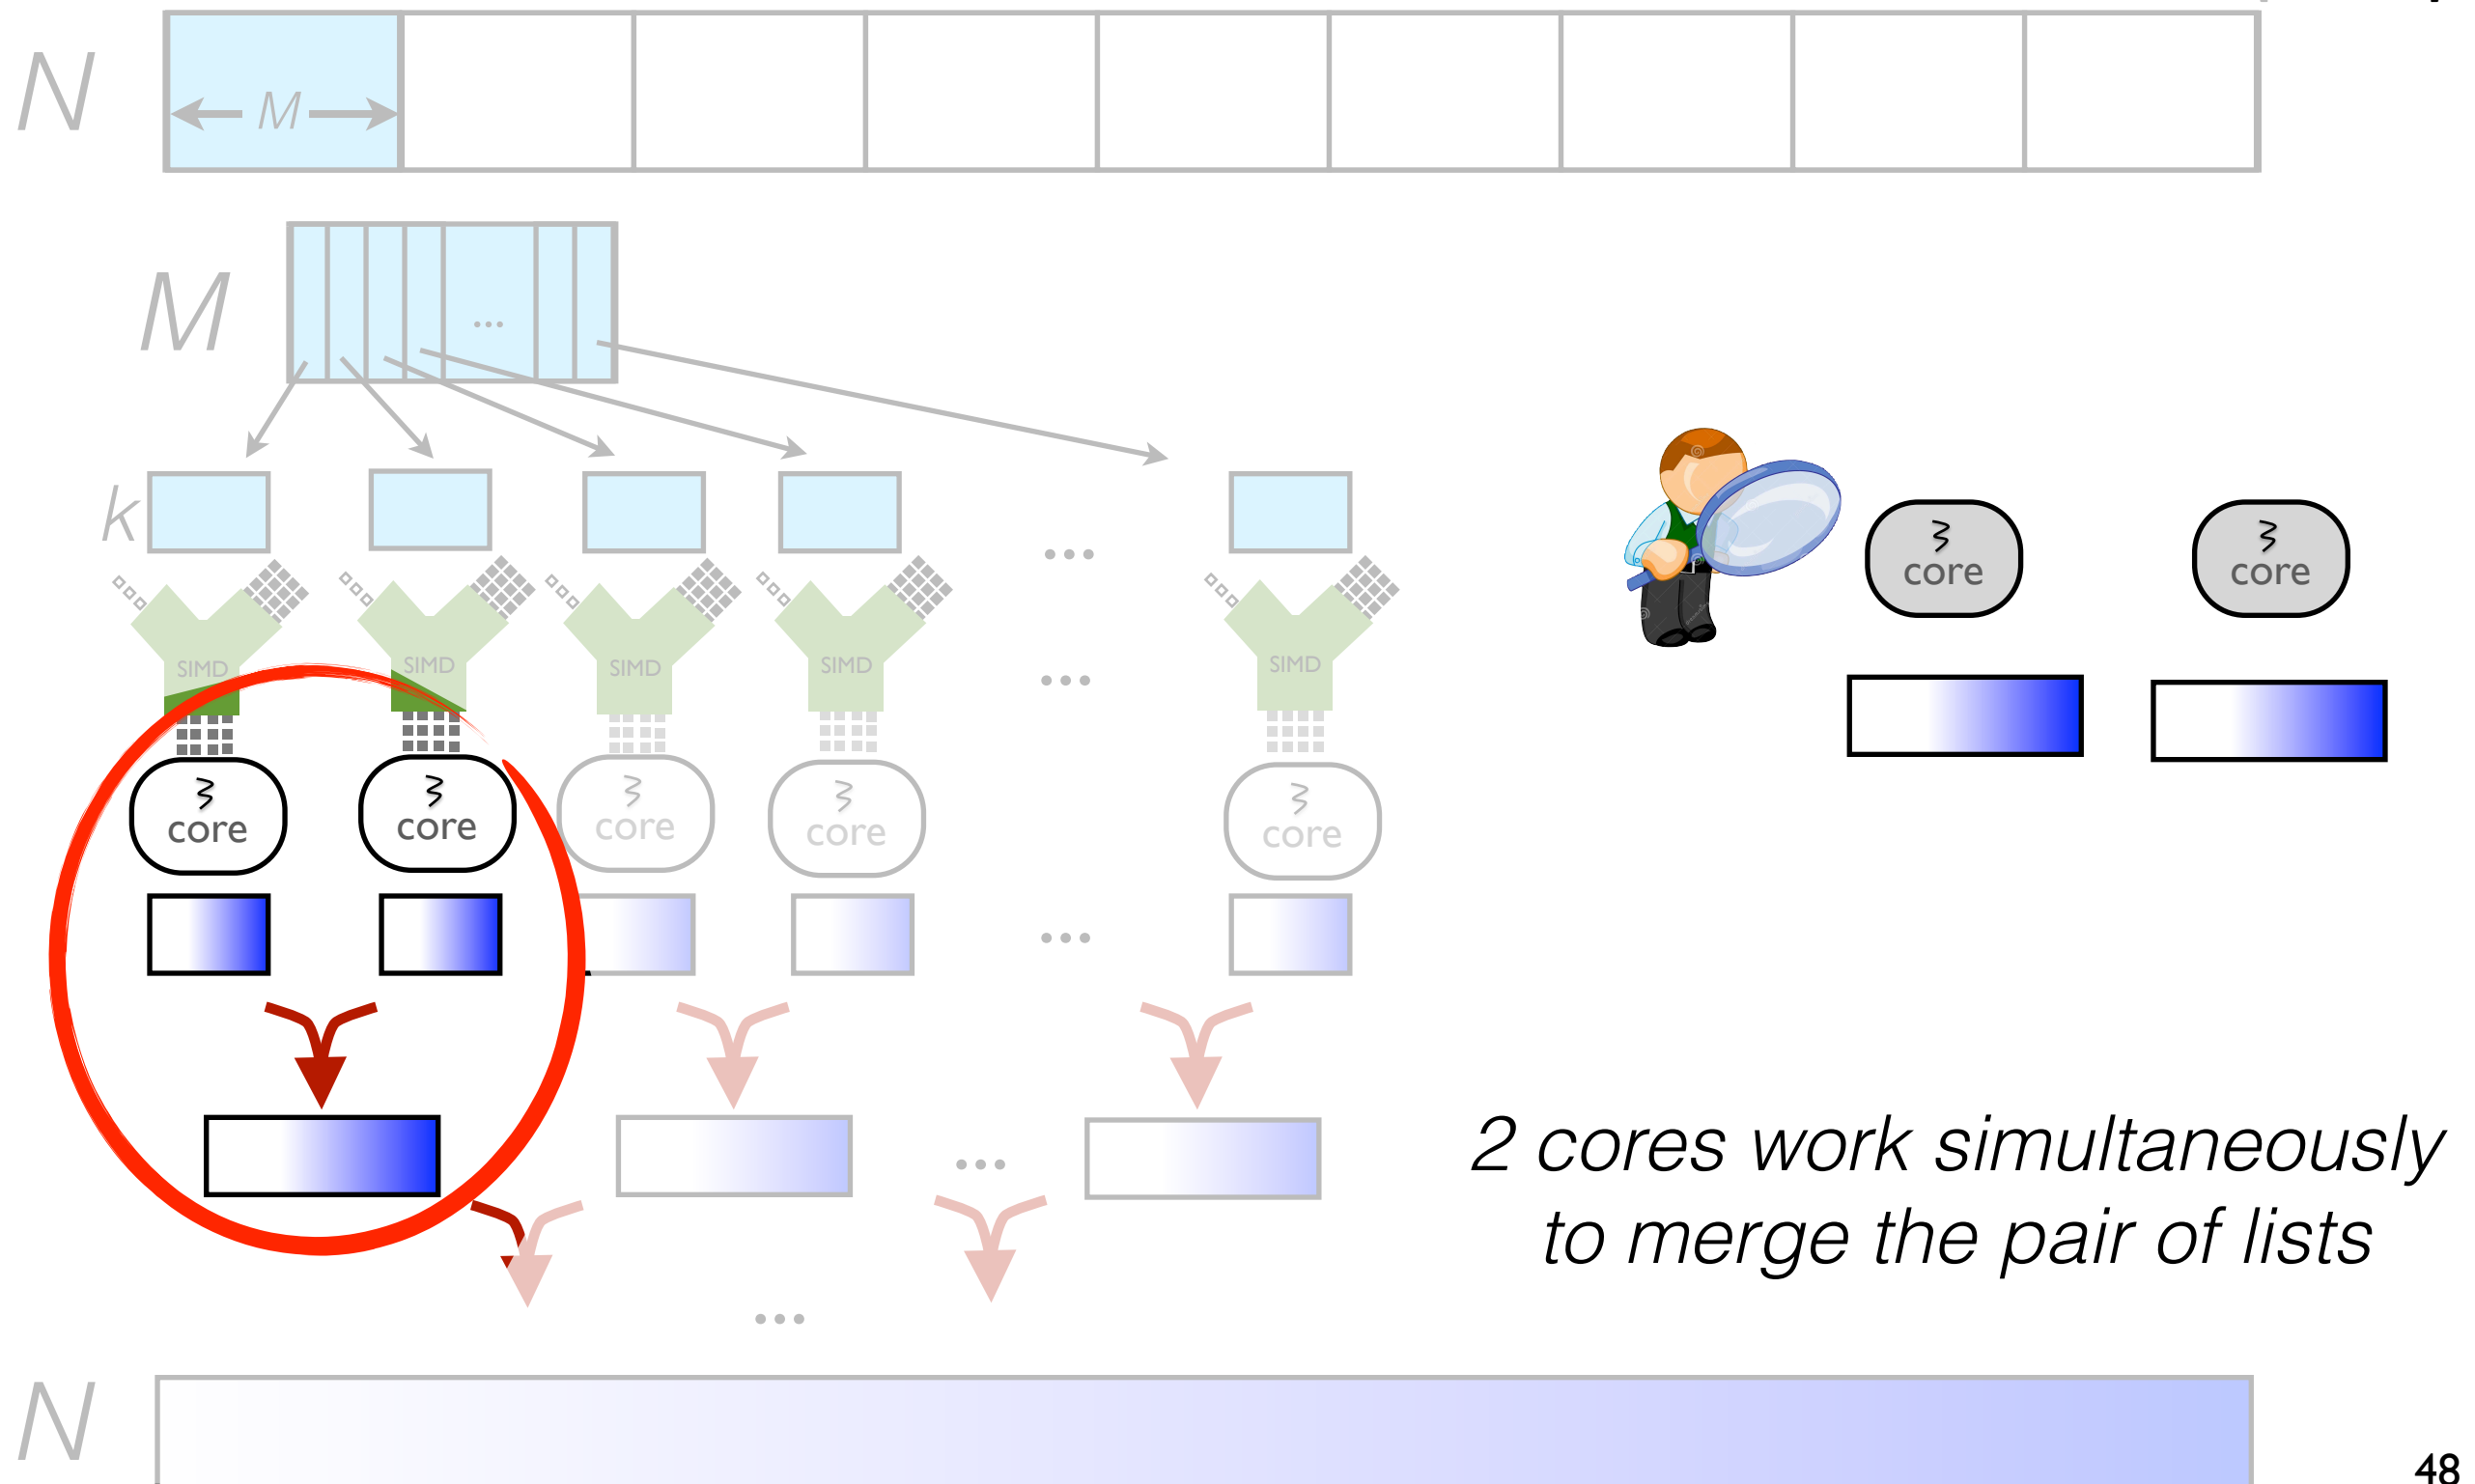 N
M
M
...
k
...
SIMD
SIMD
SIMD
SIMD
...
SIMD
core
core
core
core
core
core
core
...
...
...
2 cores work simultaneously
to merge the pair of lists
N
48